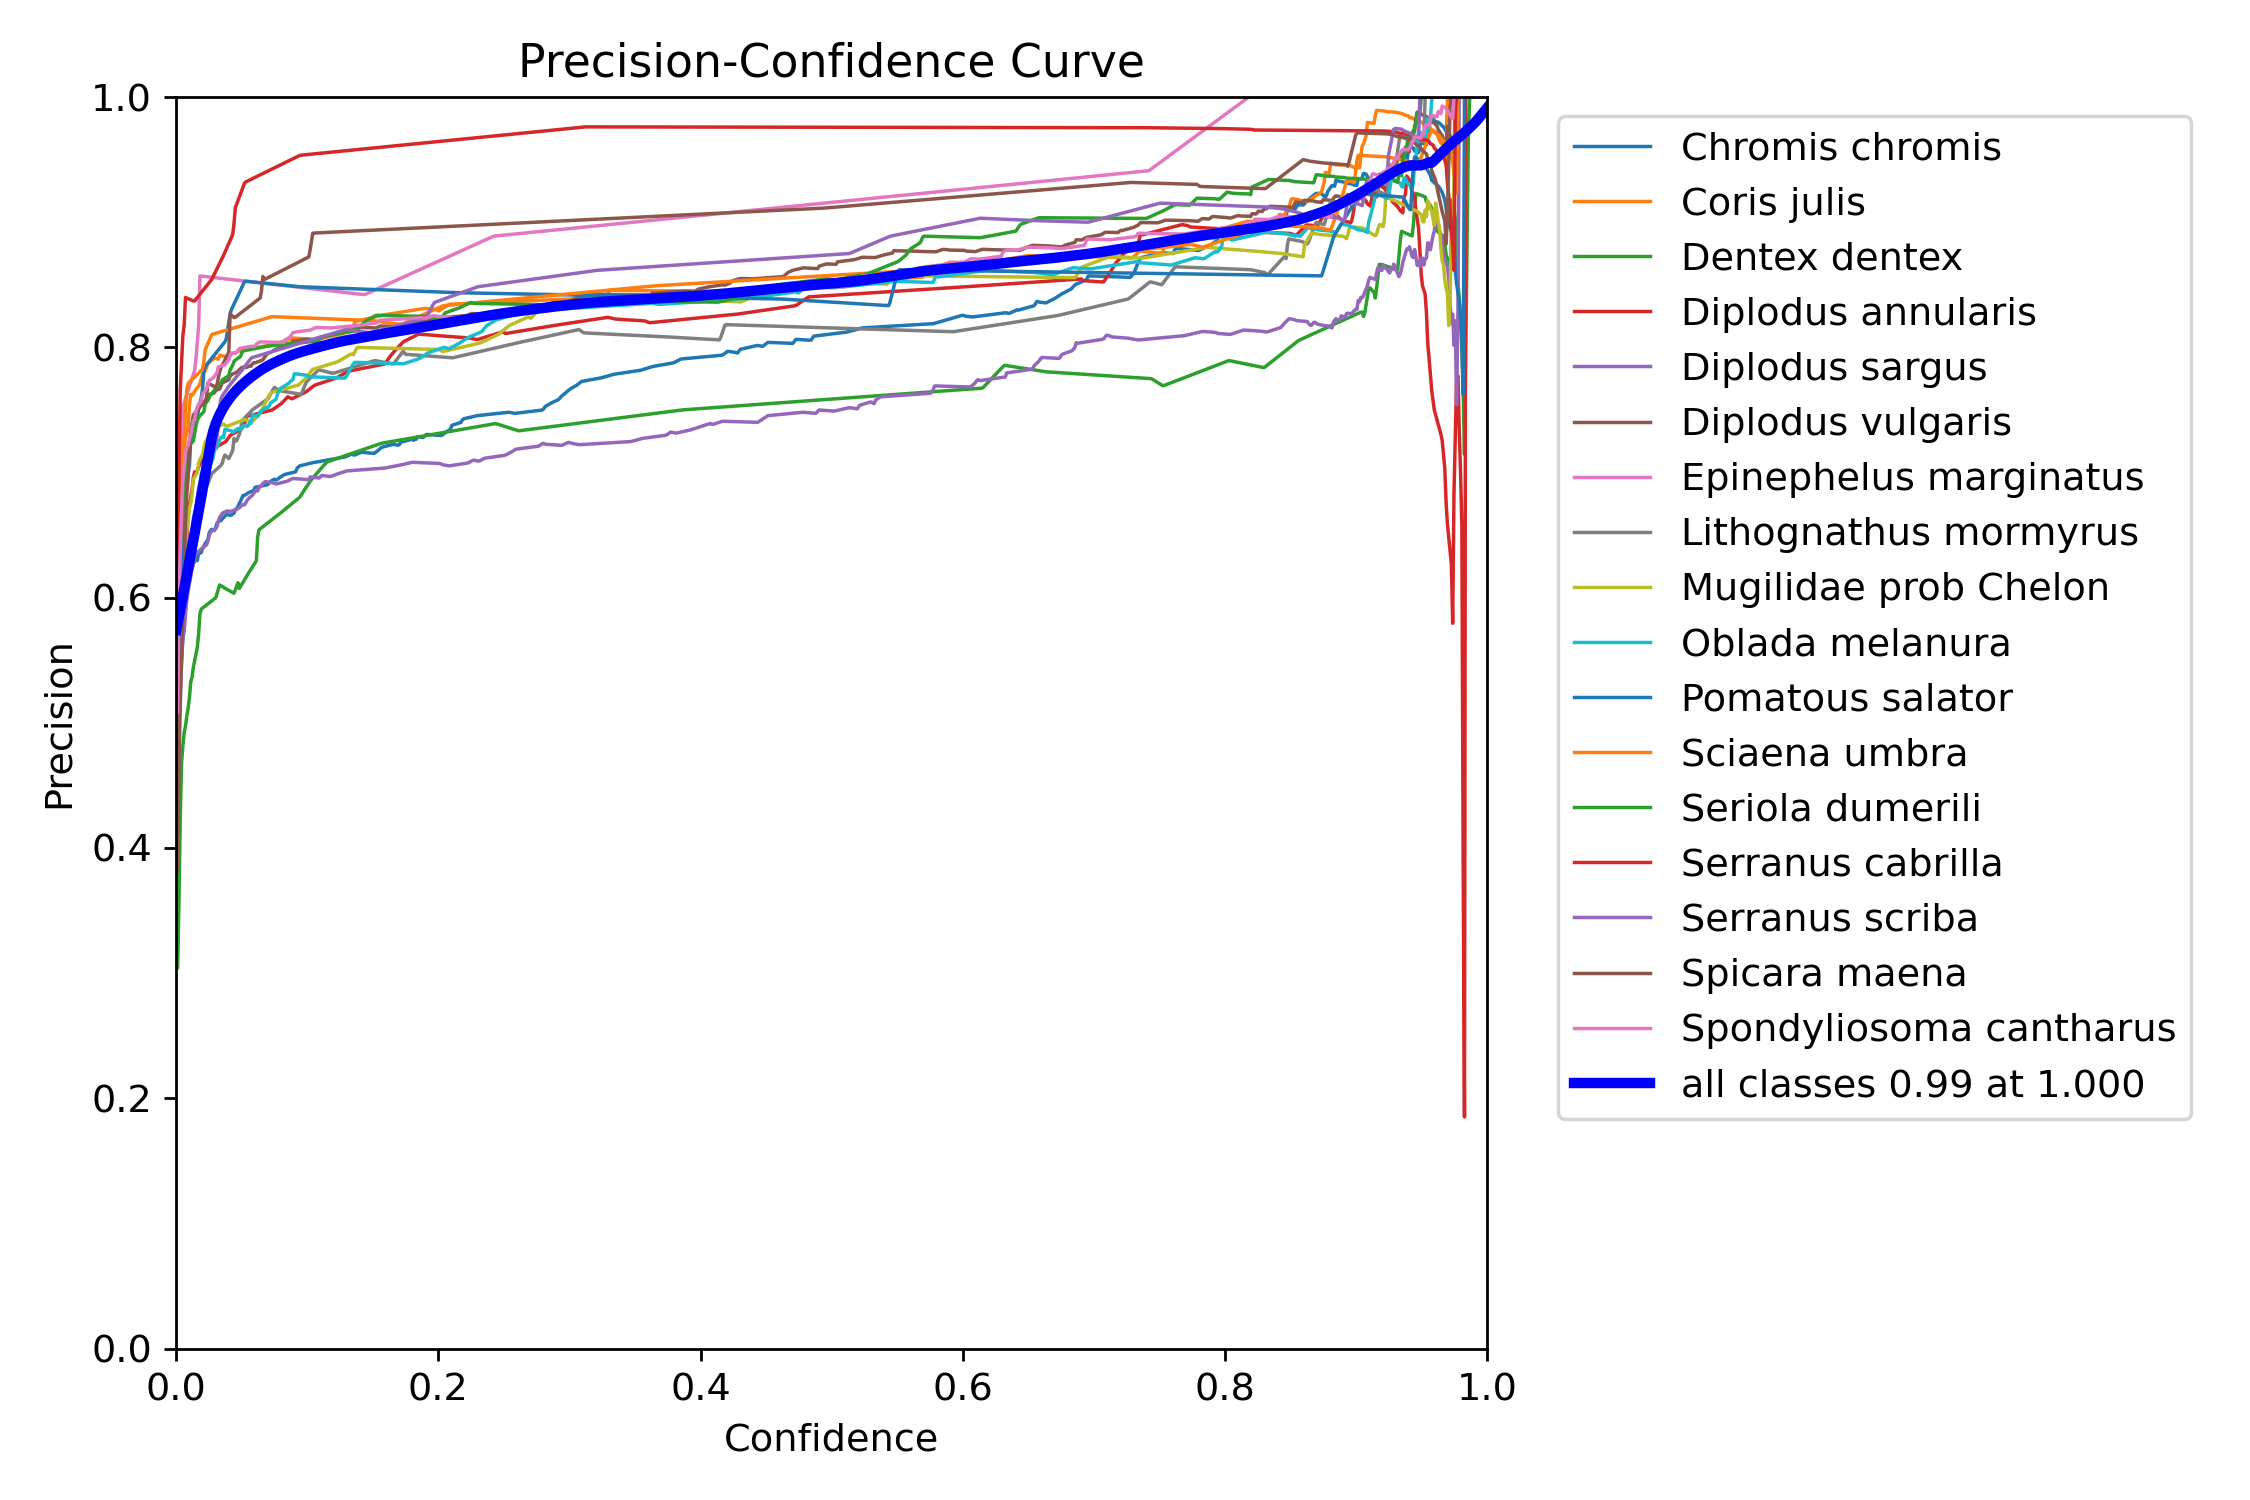 Precision-Confidence Curve
1.0
0.8
0.6
0.4
0.2
0.0
Precision
0.0 0.2 0.4 0.6 0.8 1.0
Confidence
Chromis chromis
Coris julis
Dentex dentex
Diplodus annularis
Diplodus sargus
Diplodus vulgaris
Epinephelus marginatus
Lithognathus mormyrus
Mugilidae prob Chelon
Oblada melanura
Pomatous salator
Sciaena umbra
Seriola dumerili
Serranus cabrilla
Serranus scriba
Spicara maena
Spondyliosoma cantharus
all classes 0.99 at 1.000